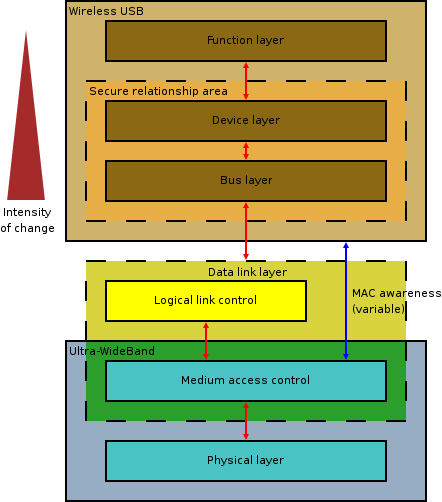 Wireless USB
Function layer
Secure relationship area
Device layer
Bus layer
Intensity
of change
Data link layer
Logical link control
MAC awareness
(variable)
Ultra-WideBand
Medium access control
Physical layer